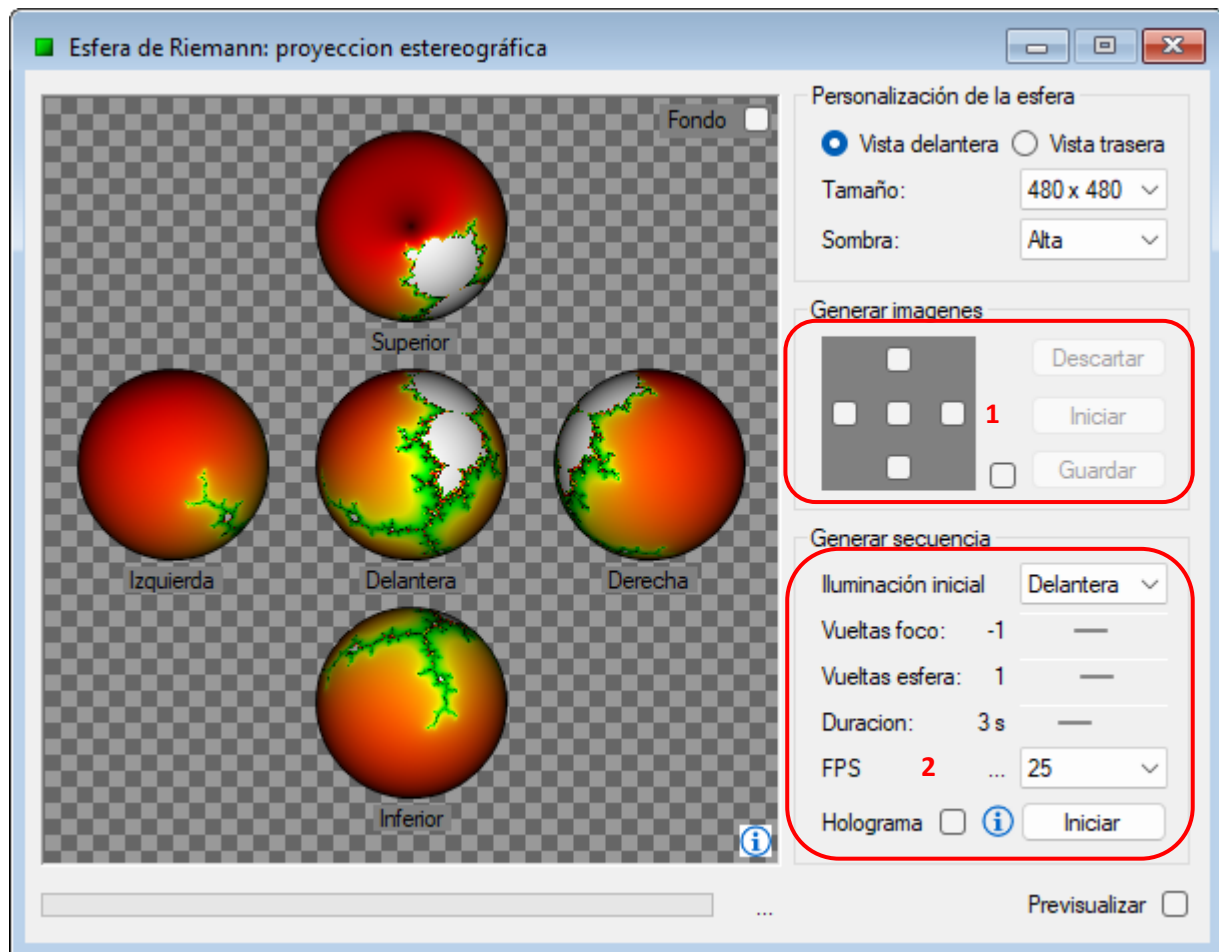 Esfera de Riemann: proyeccion estereográfica
Fondo
Superior
Izquierda
Delantera
Derecha
Inferior
Personalización de la esfera
Vista delantera
Vista trasera
Tamaño: 480 x 480
Sombra: Alta
Generar imagenes
Descartar
1
Iniciar
Guardar
Generar secuencia
Iluminación inicial Delantera
Vueltas foco: -1
Vueltas esfera: 1
Duracion: 3 s
FPS 2 ... 25
Holograma i Iniciar
i
...
Previsualizar